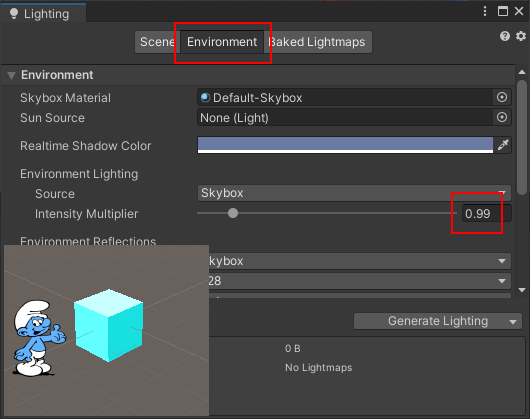 Lighting
Scene Environment Baked Lightmaps
Environment
Skybox Material Default-Skybox
Sun Source None (Light)
Realtime Shadow Color
Environment Lighting
Source Skybox
Intensity Multiplier 0.99
Environment Reflections
kybox
28
Generate Lighting
0 B
No Lightmaps